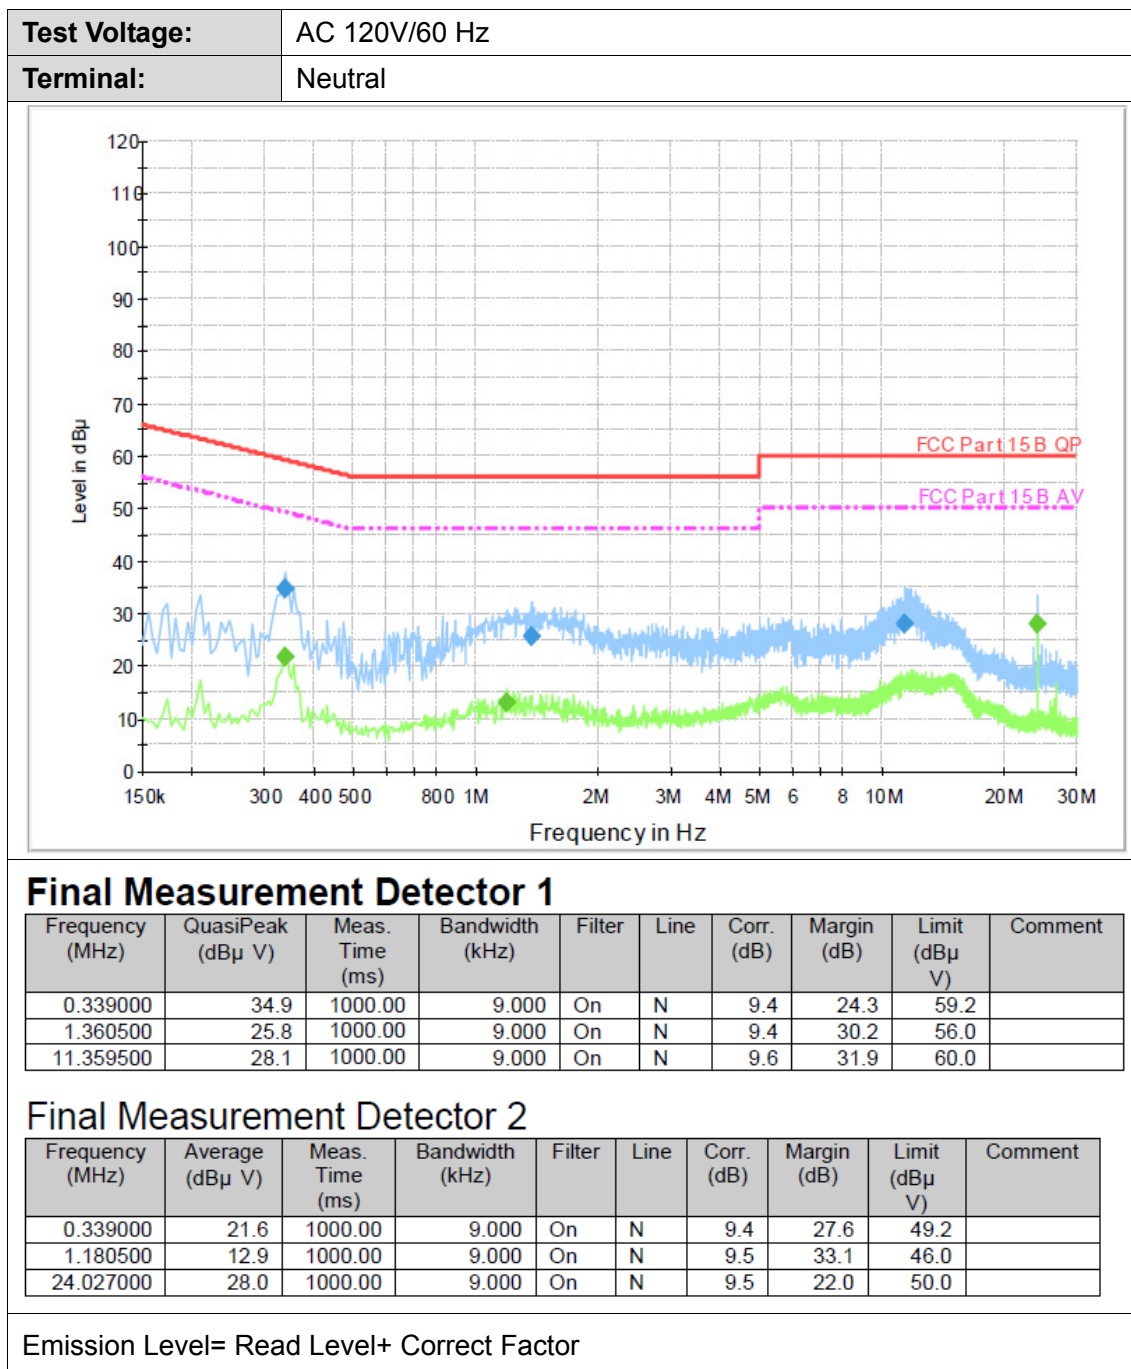 Test Voltage: AC 120V/60 Hz
Terminal: Neutral
120
110
100
90
80
70
60
50
40
30
20
10
0
Level in dBµ
FCC Part 15 B QP
FCC Part 15 B AV
150k 300 400 500 800 1M 2M 3M 4M 5M 6 8 10M 20M 30M
Frequency in Hz
Final Measurement Detector 1
Frequency (MHz) QuasiPeak (dBµ V) Meas. Time (ms) Bandwidth (kHz) Filter Line Corr. (dB) Margin (dB) Limit (dBµ V) Comment
0.339000 34.9 1000.00 9.000 On N 9.4 24.3 59.2
1.360500 25.8 1000.00 9.000 On N 9.4 30.2 56.0
11.359500 28.1 1000.00 9.000 On N 9.6 31.9 60.0
Final Measurement Detector 2
Frequency (MHz) Average (dBµ V) Meas. Time (ms) Bandwidth (kHz) Filter Line Corr. (dB) Margin (dB) Limit (dBµ V) Comment
0.339000 21.6 1000.00 9.000 On N 9.4 27.6 49.2
1.180500 12.9 1000.00 9.000 On N 9.5 33.1 46.0
24.027000 28.0 1000.00 9.000 On N 9.5 22.0 50.0
Emission Level= Read Level+ Correct Factor